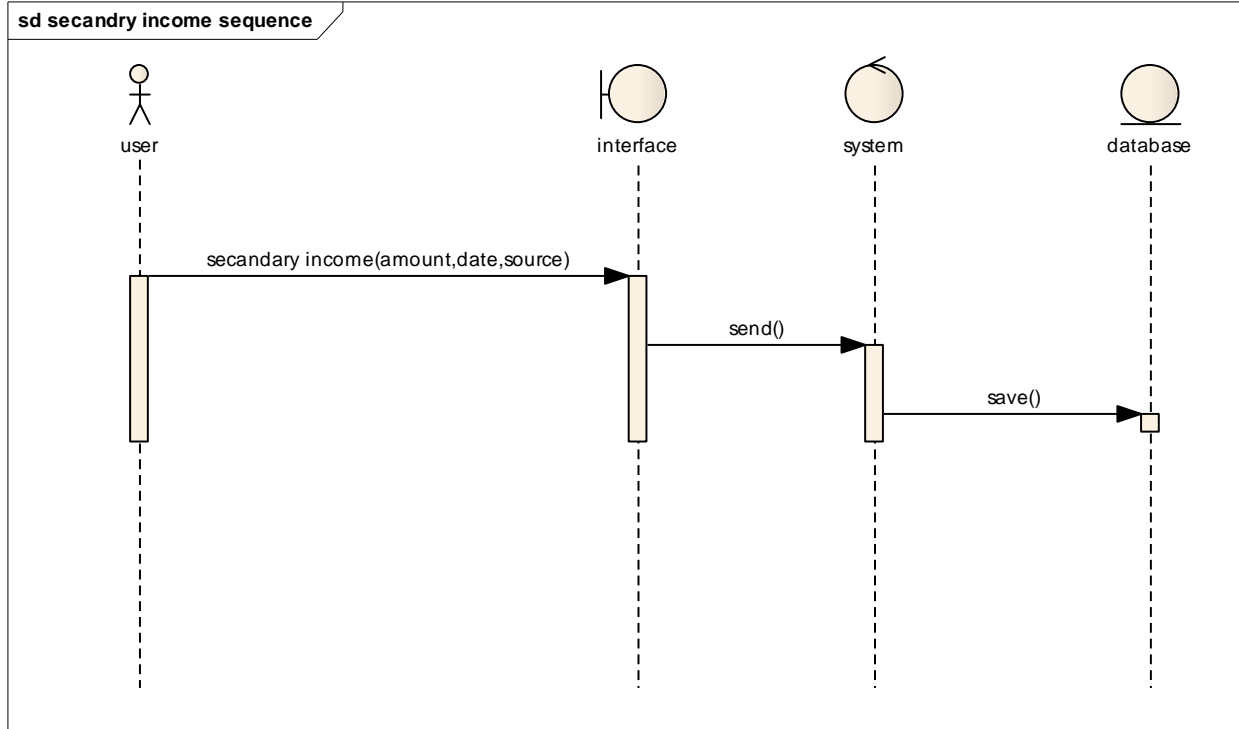 sd secandry income sequence
user
interface
system
database
secandary income(amount,date,source)
send()
save()